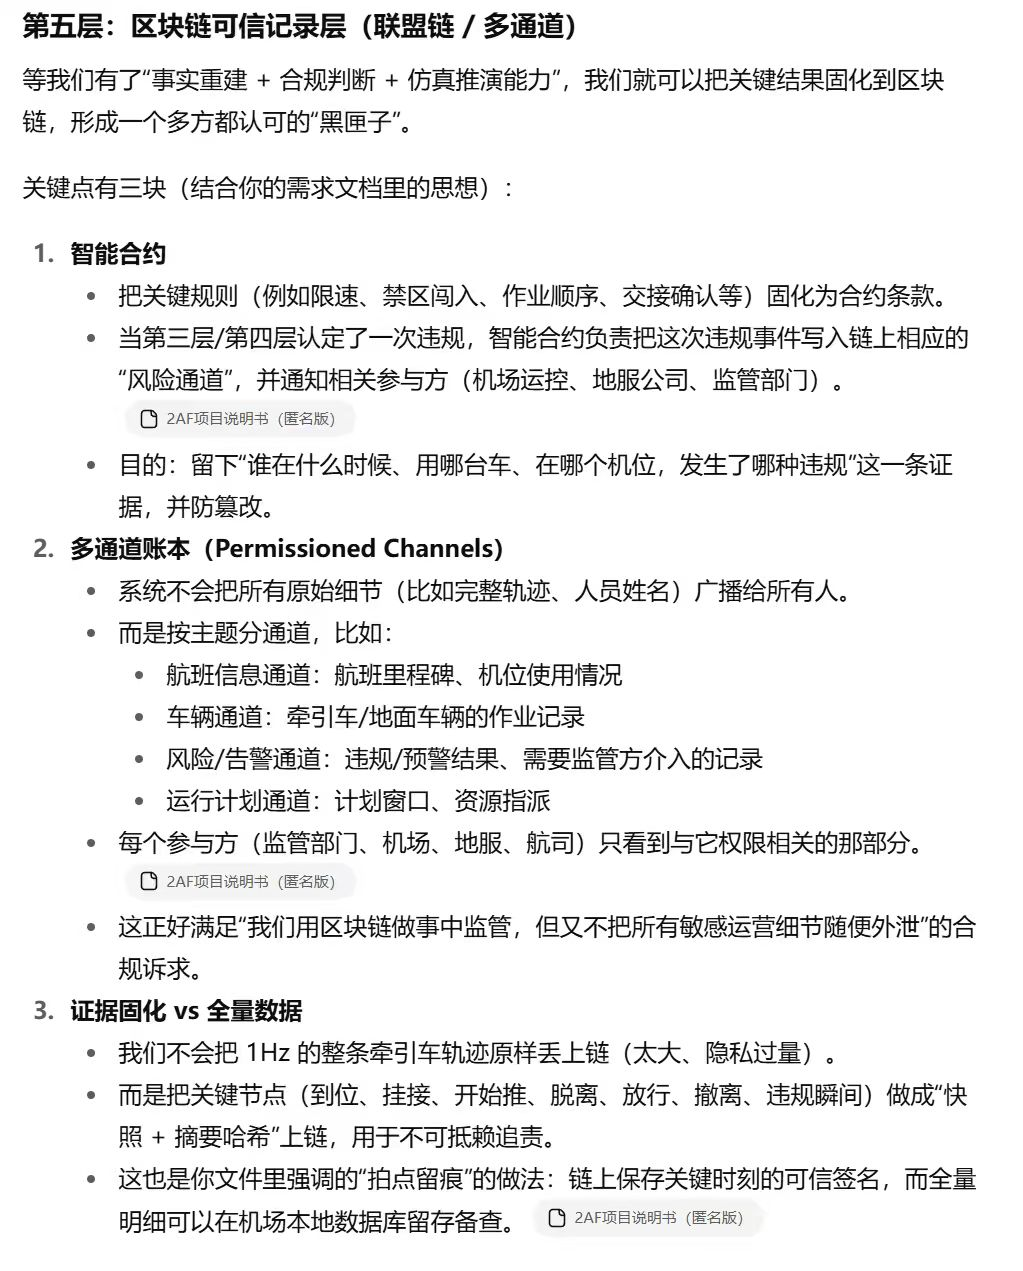 第五层：区块链可信记录层（联盟链 / 多通道）
等我们有了“事实重建 + 合规判断 + 仿真推演能力”，我们就可以把关键结果固化到区块
链，形成一个多方都认可的“黑匣子”。
关键点有三块（结合你的需求文档里的思想）：
1. 智能合约
• 把关键规则（例如限速、禁区闯入、作业顺序、交接确认等）固化为合约条款。
• 当第三层/第四层认定了一次违规，智能合约负责把这次违规事件写入链上相应的
“风险通道”，并通知相关参与方（机场运控、地服公司、监管部门）。
2AF项目说明书（匿名版）
• 目的：留下“谁在什么时候、用哪台车、在哪个机位，发生了哪种违规”这一条证
据，并防篡改。
2. 多通道账本（Permissioned Channels）
• 系统不会把所有原始细节（比如完整轨迹、人员姓名）广播给所有人。
• 而是按主题分通道，比如：
• 航班信息通道：航班里程碑、机位使用情况
• 车辆通道：牵引车/地面车辆的作业记录
• 风险/告警通道：违规/预警结果、需要监管方介入的记录
• 运行计划通道：计划窗口、资源指派
• 每个参与方（监管部门、机场、地服、航司）只看到与它权限相关的那部分。
2AF项目说明书（匿名版）
• 这正好满足“我们用区块链做事中监管，但又不把所有敏感运营细节随便外泄”的合
规诉求。
3. 证据固化 vs 全量数据
• 我们不会把 1Hz 的整条牵引车轨迹原样丢上链（太大、隐私过量）。
• 而是把关键节点（到位、挂接、开始推、脱离、放行、撤离、违规瞬间）做成“快
照 + 摘要哈希”上链，用于不可抵赖追责。
• 这也是你文件里强调的“拍点留痕”的做法：链上保存关键时刻的可信签名，而全量
明细可以在机场本地数据库留存备查。 2AF项目说明书（匿名版）